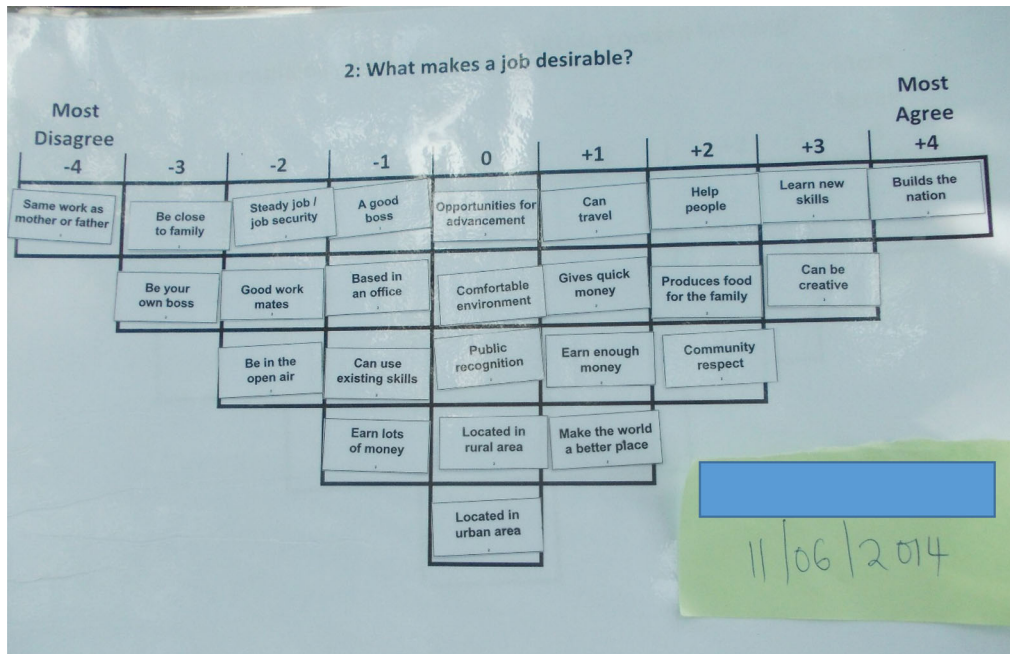 2: What makes a job desirable?
Most
Disagree
Most
Agree
-4
-3
-2
-1
0
+1
+2
+3
+4
Same work as
mother or father
Be close
to family
Steady job /
job security
A good
boss
Opportunities for
advancement
Can
travel
Help
people
Learn new
skills
Builds the
nation
Be your
own boss
Good work
mates
Based in
an office
Comfortable
environment
Gives quick
money
Produces food
for the family
Can be
creative
Be in the
open air
Can use
existing skills
Public
recognition
Earn enough
money
Community
respect
Earn lots
of money
Located in
rural area
Make the world
a better place
Located in
urban area
11/06/2014